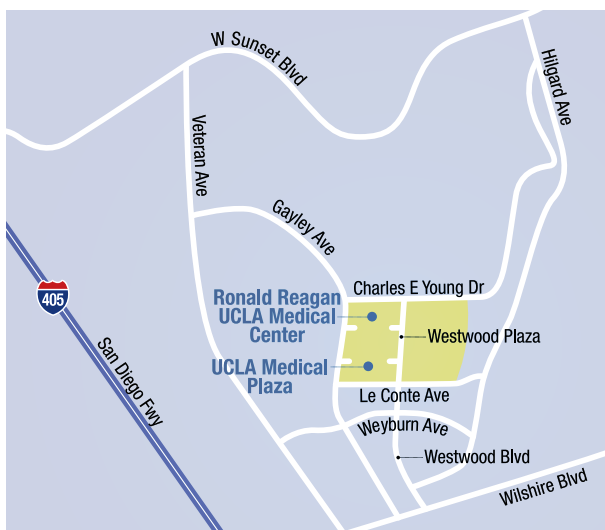 W Sunset Blvd
Hilgard Ave
Veteran Ave
Gayley Ave
Charles E Young Dr
405
Ronald Reagan
UCLA Medical
Center
Westwood Plaza
UCLA Medical
Plaza
San Diego Fwy
Le Conte Ave
Weyburn Ave
Westwood Blvd
Wilshire Blvd